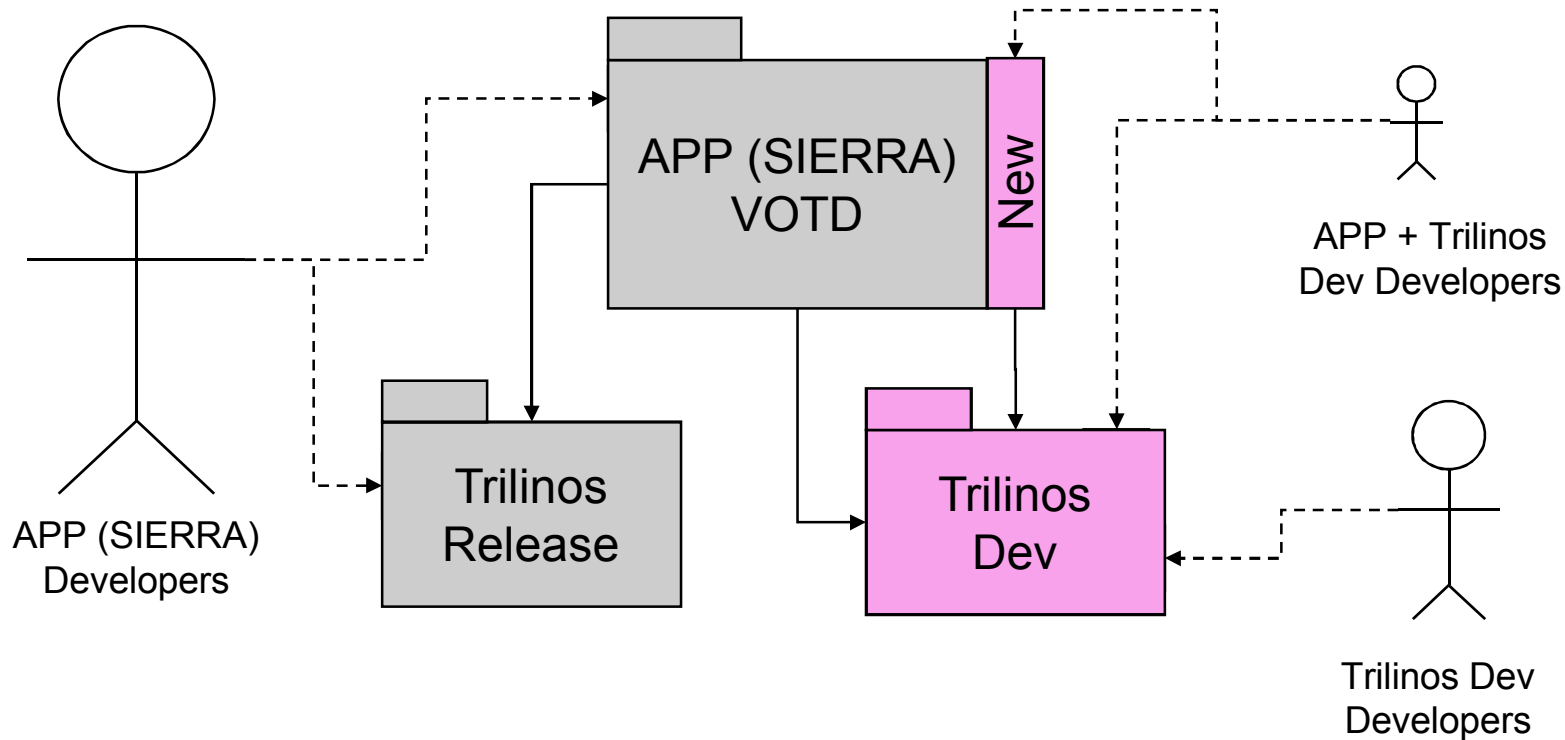 APP (SIERRA)
VOTD
New
APP + Trilinos
Dev Developers
APP (SIERRA)
Developers
Trilinos
Release
Trilinos
Dev
Trilinos Dev
Developers